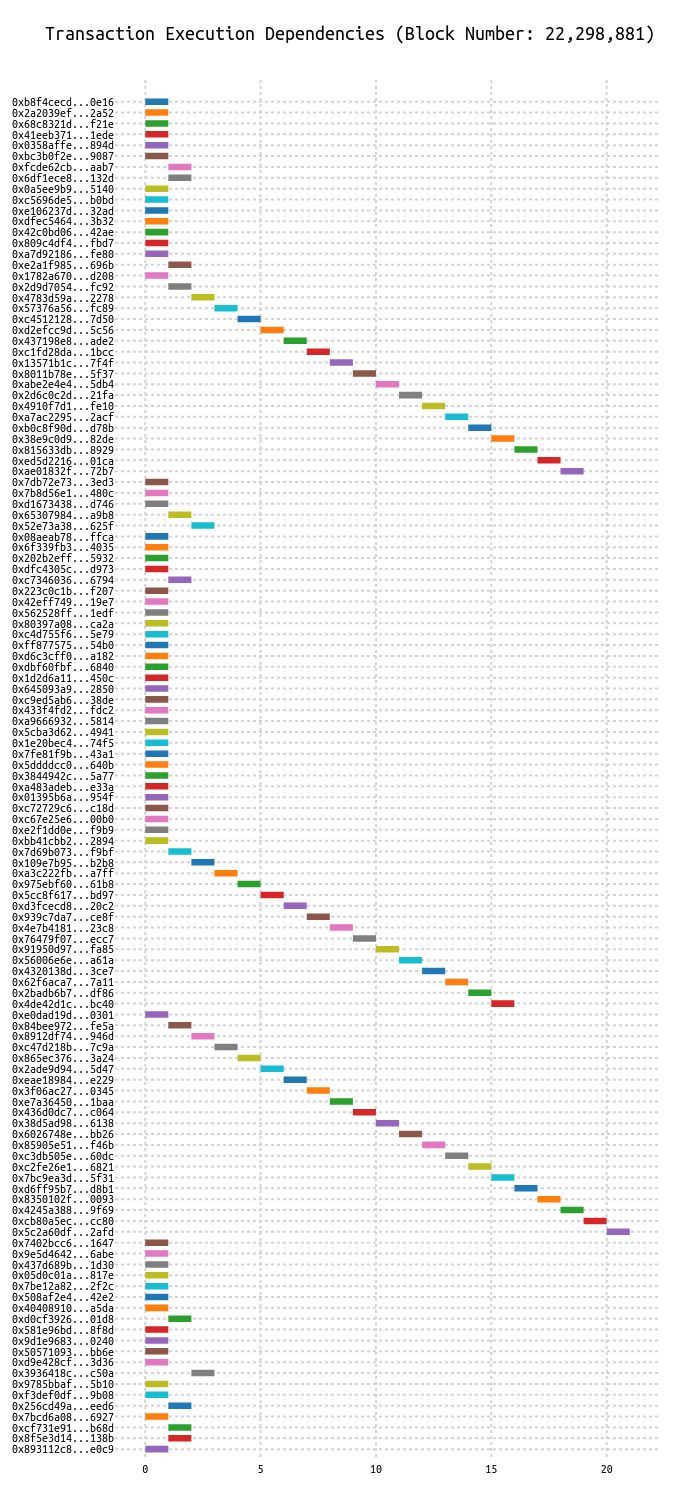 Transaction Execution Dependencies (Block Number: 22,298,881)
0xb8f4cecd...0e16
0x2a2039ef...2a52
0x68c8321d...f21e
0x41eeb371...1ede
0x0358affe...894d
0xbc3b0f2e...9087
0xfcde62cb...aab7
0x6df1ece8...132d
0x0a5ee9b9...5140
0xc5696de5...b0bd
0xe106237d...32ad
0xdfec5464...3b32
0x42c0bd06...42ae
0x809c4df4...fbd7
0xa7d92186...fe80
0xe2a1f985...696b
0x1782a670...d208
0x2d9d7054...fc92
0x4783d59a...2278
0x57376a56...fc89
0xc4512128...7d50
0xd2efcc9d...5c56
0x437198e8...ade2
0xc1fd28da...1bcc
0x13571b1c...7f4f
0x8011b78e...5f37
0xabe2e4e4...5db4
0x2d6c0c2d...21fa
0x4910f7d1...fe10
0xa7ac2295...2acf
0xb0c8f90d...d78b
0x38e9c0d9...82de
0x815633db...8929
0xed5d2216...01ca
0xae01832f...72b7
0x7db72e73...3ed3
0x7b8d56e1...480c
0xd1673438...d746
0x65307984...a9b8
0x52e73a38...625f
0x08aeab78...ffca
0x6f339fb3...4035
0x202b2eff...5932
0xdfc4305c...d973
0xc7346036...6794
0x223c0c1b...f207
0x42eff749...19e7
0x562528ff...1edf
0x80397a08...ca2a
0xc4d755f6...5e79
0xff877575...54b0
0xd6c3cff0...a182
0xdbf60fbf...6840
0x1d2d6a11...450c
0x645093a9...2850
0xc9ed5ab6...38de
0x433f4fd2...fdc2
0xa9666932...5814
0x5cba3d62...4941
0x1e20bec4...74f5
0x7fe81f9b...43a1
0x5ddddcc0...640b
0x3844942c...5a77
0xa483adeb...e33a
0x01395b6a...954f
0xc72729c6...c18d
0xc67e25e6...00b0
0xe2f1dd0e...f9b9
0xbb41cbb2...2894
0x7d69b073...f9bf
0x109e7b95...b2b8
0xa3c222fb...a7ff
0x975ebf60...61b8
0x5cc8f617...bd97
0xd3fcecd8...20c2
0x939c7da7...ce8f
0x4e7b4181...23c8
0x76479f07...ecc7
0x91950d97...fa85
0x56006e6e...a61a
0x4320138d...3ce7
0x62f6aca7...7a11
0x2badb6b7...df86
0x4de42d1c...bc40
0xe0dad19d...0301
0x84bee972...fe5a
0x8912df74...946d
0xc47d218b...7c9a
0x865ec376...3a24
0x2ade9d94...5d47
0xeae18984...e229
0x3f06ac27...0345
0xe7a36450...1baa
0x436d0dc7...c064
0x38d5ad98...6138
0x6026748e...bb26
0x85905e51...f46b
0xc3db505e...60dc
0xc2fe26e1...6821
0x7bc9ea3d...5f31
0xd6ff95b7...d8b1
0x8350102f...0093
0x4245a388...9f69
0xcb80a5ec...cc80
0x5c2a60df...2afd
0x7402bcc6...1647
0x9e5d4642...6abe
0x437d689b...1d30
0x05d0c01a...817e
0x7be12a82...2f2c
0x508af2e4...42e2
0x40408910...a5da
0xd0cf3926...01d8
0x581e96bd...8f8d
0x9d1e9683...0240
0x50571093...bb6e
0xd9e428cf...3d36
0x3936418c...c50a
0x9785bbaf...5b10
0xf3def0df...9b08
0x256cd49a...eed6
0x7bcd6a08...6927
0xcf731e91...b68d
0x8f5e3d14...138b
0x893112c8...e0c9
0 5 10 15 20